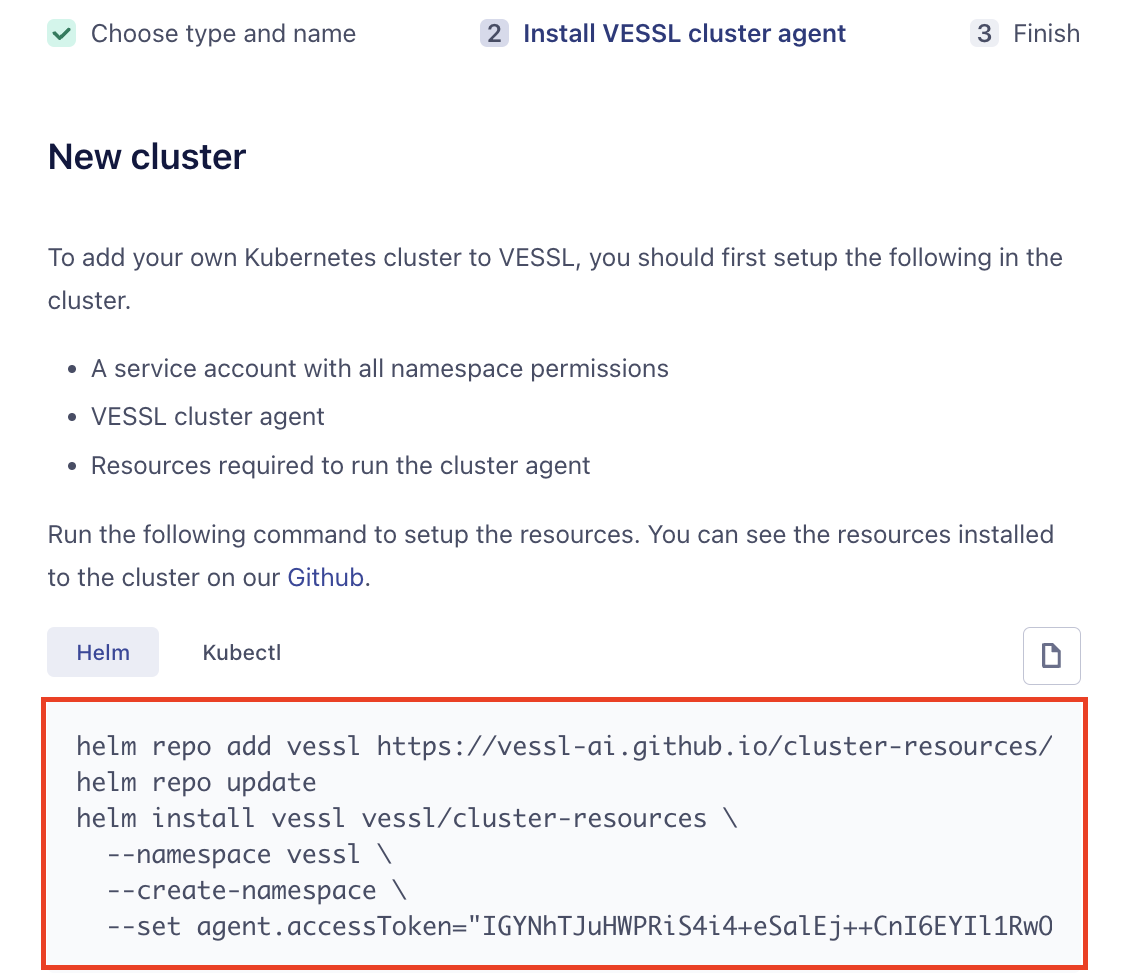 Choose type and name
2 Install VESSL cluster agent
3 Finish
New cluster
To add your own Kubernetes cluster to VESSL, you should first setup the following in the
cluster.
• A service account with all namespace permissions
• VESSL cluster agent
• Resources required to run the cluster agent
Run the following command to setup the resources. You can see the resources installed
to the cluster on our Github.
Helm Kubectl
helm repo add vessl https://vessl-ai.github.io/cluster-resources/
helm repo update
helm install vessl vessl/cluster-resources \
  --namespace vessl \
  --create-namespace \
  --set agent.accessToken="IGYNhTJuHWPRiS4i4+eSalEj++CnI6EYIl1RwO